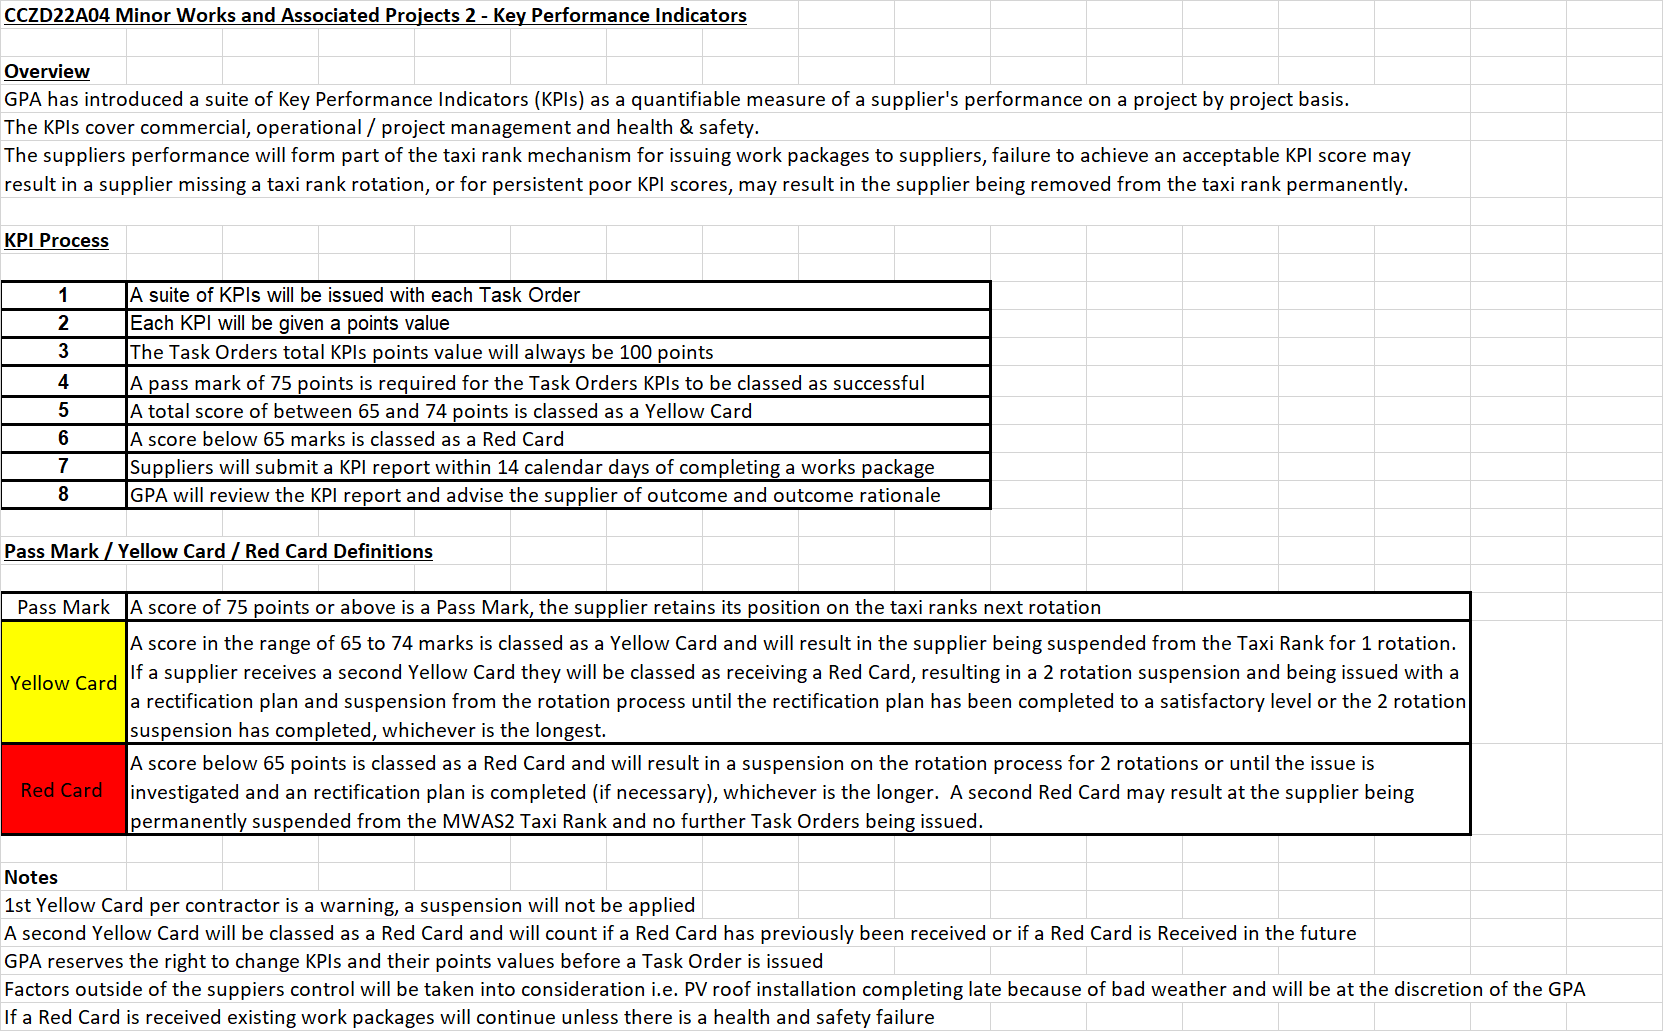 CCZD22A04 Minor Works and Associated Projects 2 - Key Performance Indicators
Overview
GPA has introduced a suite of Key Performance Indicators (KPIs) as a quantifiable measure of a supplier's performance on a project by project basis.
The KPIs cover commercial, operational / project management and health & safety.
The suppliers performance will form part of the taxi rank mechanism for issuing work packages to suppliers, failure to achieve an acceptable KPI score may
result in a supplier missing a taxi rank rotation, or for persistent poor KPI scores, may result in the supplier being removed from the taxi rank permanently.
KPI Process
1 A suite of KPIs will be issued with each Task Order
2 Each KPI will be given a points value
3 The Task Orders total KPIs points value will always be 100 points
4 A pass mark of 75 points is required for the Task Orders KPIs to be classed as successful
5 A total score of between 65 and 74 points is classed as a Yellow Card
6 A score below 65 marks is classed as a Red Card
7 Suppliers will submit a KPI report within 14 calendar days of completing a works package
8 GPA will review the KPI report and advise the supplier of outcome and outcome rationale
Pass Mark / Yellow Card / Red Card Definitions
Pass Mark A score of 75 points or above is a Pass Mark, the supplier retains its position on the taxi ranks next rotation
Yellow Card
A score in the range of 65 to 74 marks is classed as a Yellow Card and will result in the supplier being suspended from the Taxi Rank for 1 rotation.
If a supplier receives a second Yellow Card they will be classed as receiving a Red Card, resulting in a 2 rotation suspension and being issued with a
a rectification plan and suspension from the rotation process until the rectification plan has been completed to a satisfactory level or the 2 rotation
suspension has completed, whichever is the longest.
Red Card
A score below 65 points is classed as a Red Card and will result in a suspension on the rotation process for 2 rotations or until the issue is
investigated and an rectification plan is completed (if necessary), whichever is the longer. A second Red Card may result at the supplier being
permanently suspended from the MWAS2 Taxi Rank and no further Task Orders being issued.
Notes
1st Yellow Card per contractor is a warning, a suspension will not be applied
A second Yellow Card will be classed as a Red Card and will count if a Red Card has previously been received or if a Red Card is Received in the future
GPA reserves the right to change KPIs and their points values before a Task Order is issued
Factors outside of the suppiers control will be taken into consideration i.e. PV roof installation completing late because of bad weather and will be at the discretion of the GPA
If a Red Card is received existing work packages will continue unless there is a health and safety failure